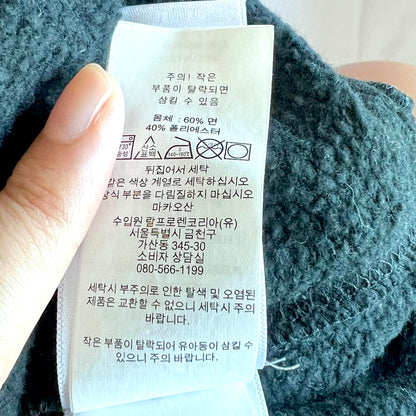 주의! 작은
부품이 탈락되면
삼킬 수 있음
몸체 : 60% 면
40% 폴리에스터
산소
표백
140-160℃
뒤집어서 세탁
같은 색상 계열로 세탁하십시오
장식 부분을 다림질하지 마십시오
마카오산
수입원 랄프로렌코리아(유)
서울특별시 금천구
가산동 345-30
소비자 상담실
080-566-1199
세탁시 부주의로 인한 탈색 및 오염된
제품은 교환할 수 없으니 세탁시 주의
바랍니다.
작은 부품이 탈락되어 유아동이 삼킬 수
있으니 주의 바랍니다.